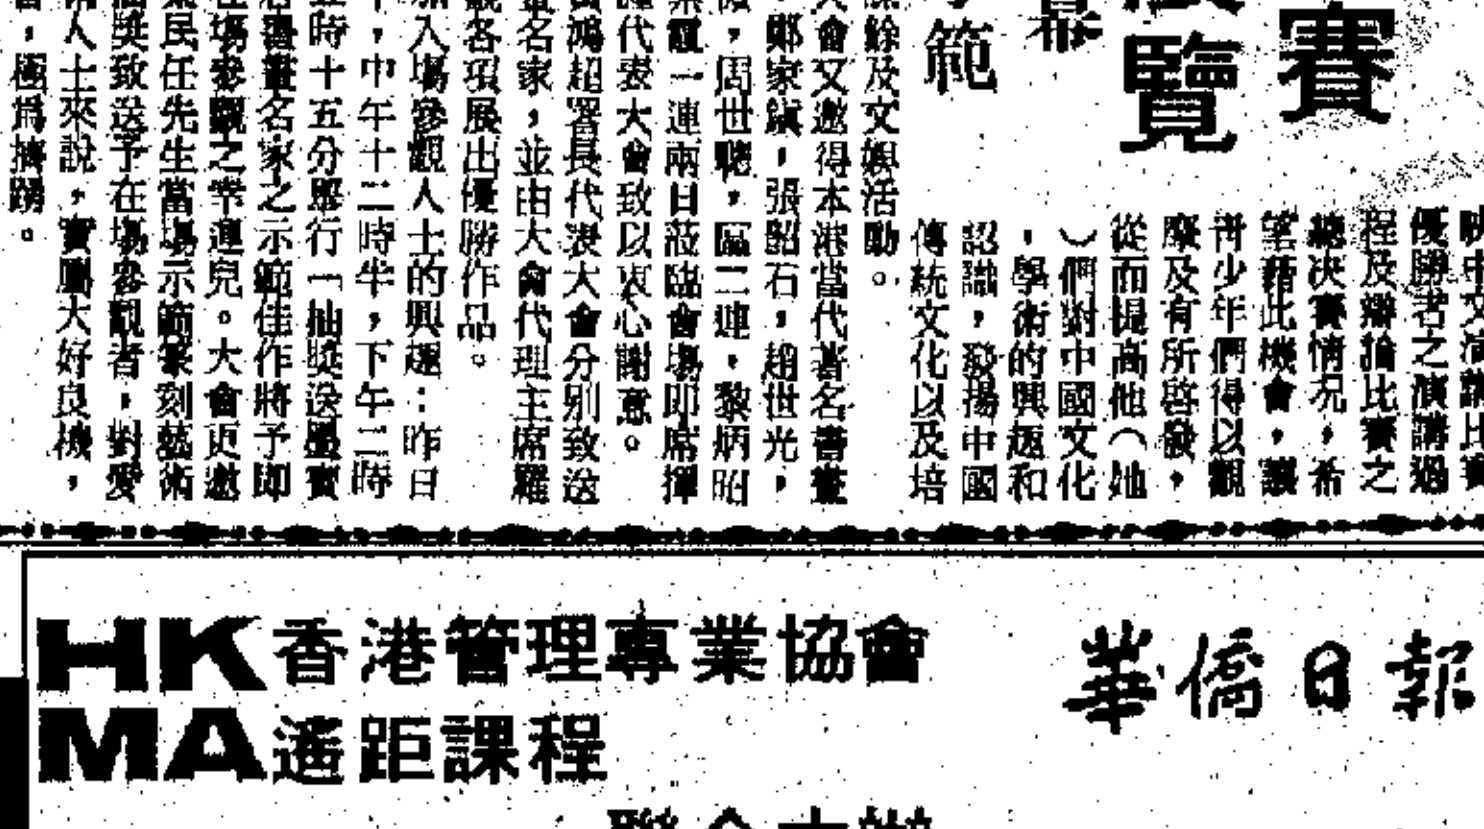 賽
覽
幕
範
優勝者之演講過
程及辯論比賽之
總決賽情況，希
望藉此機會，讓
青少年們得以觀
摩及有所啓發，
從而提高他（她
）們對中國文化
，學術的興趣和
認識，發揚中國
傳統文化以及培
餘及文娛活動。
大會又邀得本港當代著名書畫
鄭家鎮，張韶石，趙世光，
，周世聰，區二連，黎炳昭
一連兩日蒞臨會場即席揮
代表大會致以衷心謝意。
鴻超署長代表大會分別致送
名家，並由大會代理主席羅
各項展出優勝作品。
加入場參觀人士的興趣：昨日
，中午十二時半，下午二時
時十五分舉行「抽獎送墨寶
書畫名家之示範佳作將予即
場參觀之幸運兒。大會更邀
民任先生當場示範篆刻藝術
獎致送予在場參觀者，對愛
人士來說，實屬大好良機，
，極爲擠踴。
HK香港管理專業協會
MA遙距課程
華僑日報